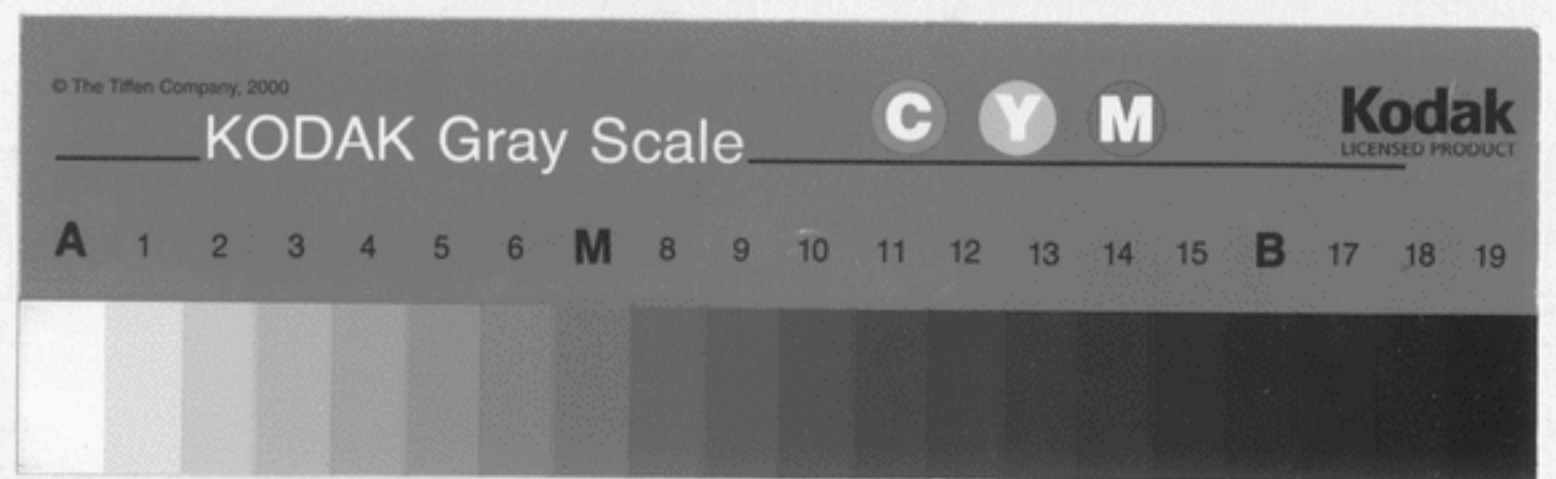 © The Tiffen Company, 2000
KODAK Gray Scale
C Y M
Kodak
LICENSED PRODUCT
A 1 2 3 4 5 6 M 8 9 10 11 12 13 14 15 B 17 18 19